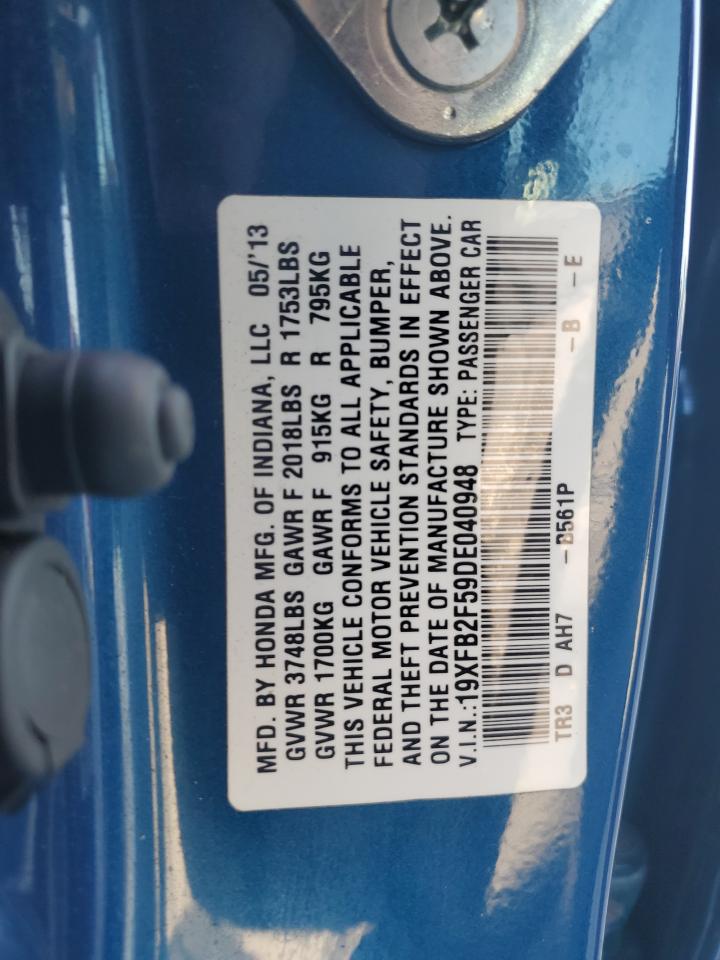 MFD. BY HONDA MFG. OF INDIANA, LLC 05/'13
GVWR 3748LBS GAWR F 2018LBS R 1753LBS
GVWR 1700KG GAWR F 915KG R 795KG
THIS VEHICLE CONFORMS TO ALL APPLICABLE
FEDERAL MOTOR VEHICLE SAFETY, BUMPER,
AND THEFT PREVENTION STANDARDS IN EFFECT
ON THE DATE OF MANUFACTURE SHOWN ABOVE.
V.I.N.:19XFB2F59DE040948 TYPE: PASSENGER CAR
TR3 D AH7 -B561P -B -E